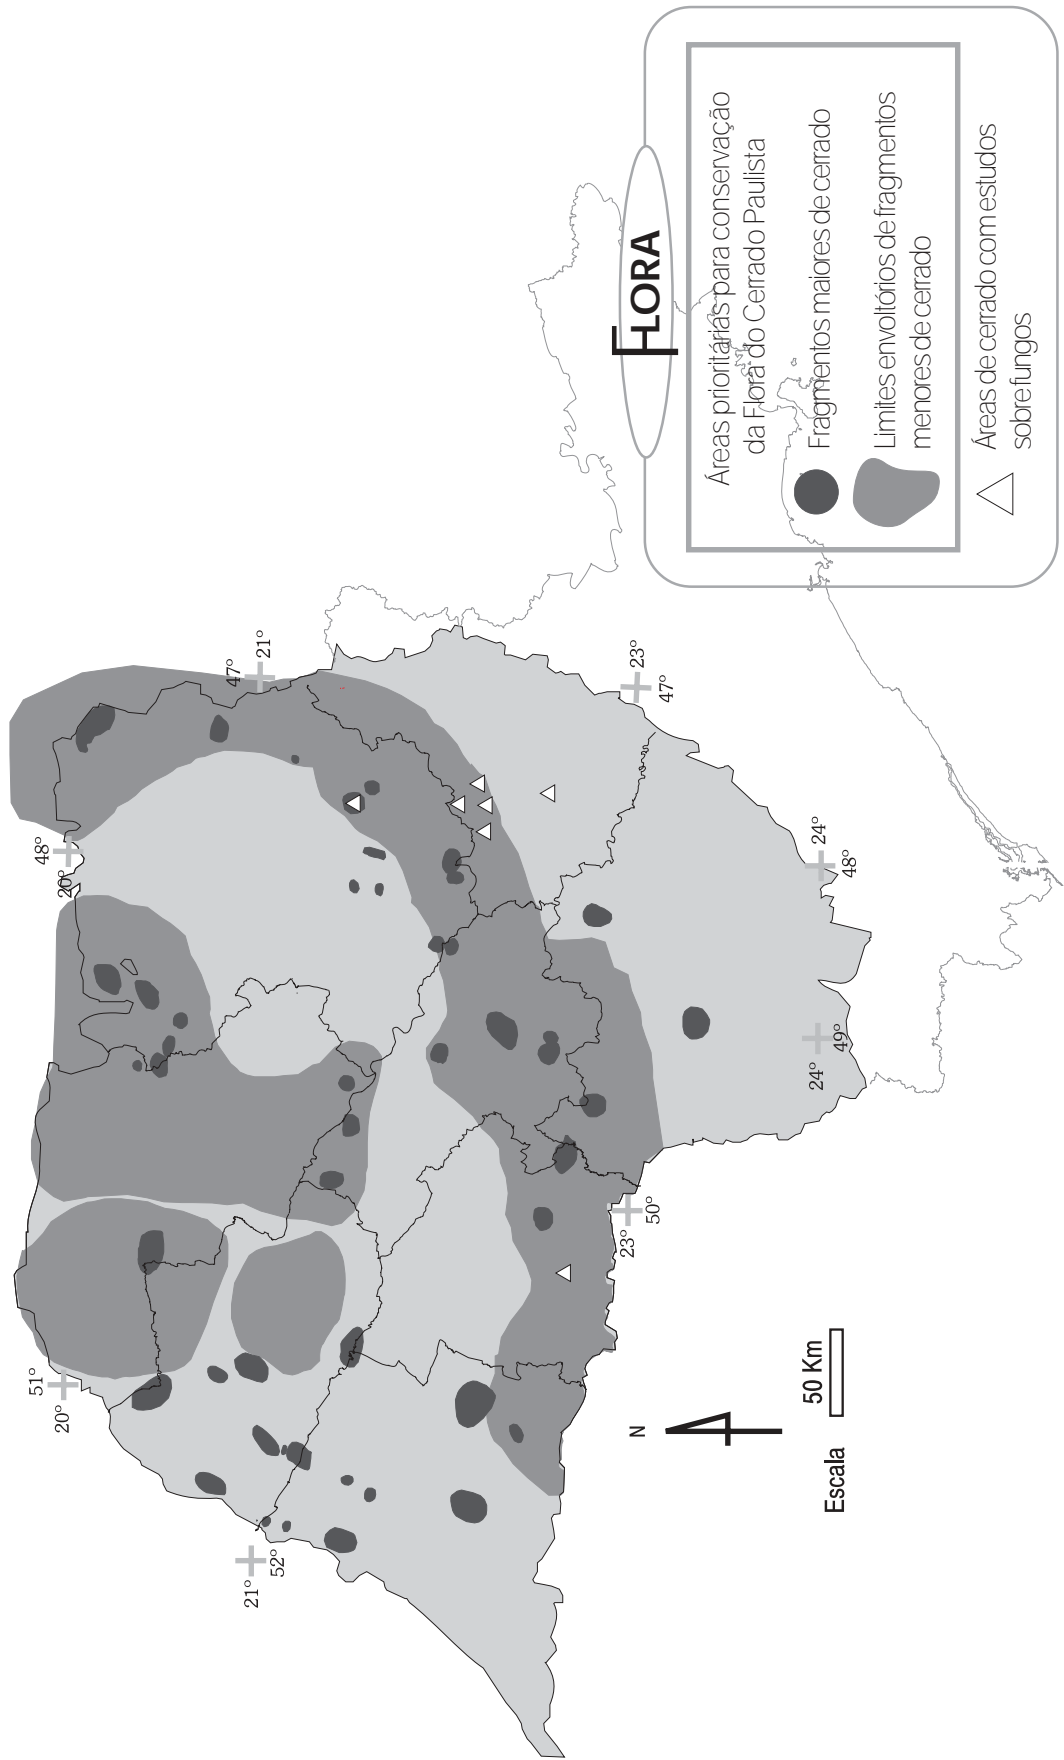 FLORA
Áreas prioritárias para conservação
da Flora do Cerrado Paulista
Fragmentos maiores de cerrado
Limites envoltórios de fragmentos
menores de cerrado
Áreas de cerrado com estudos
sobre fungos
51°
20°
48°
20°
47°
21°
21°
52°
23°
47°
23°
50°
24°
48°
24°
49°
N
Escala
50 Km